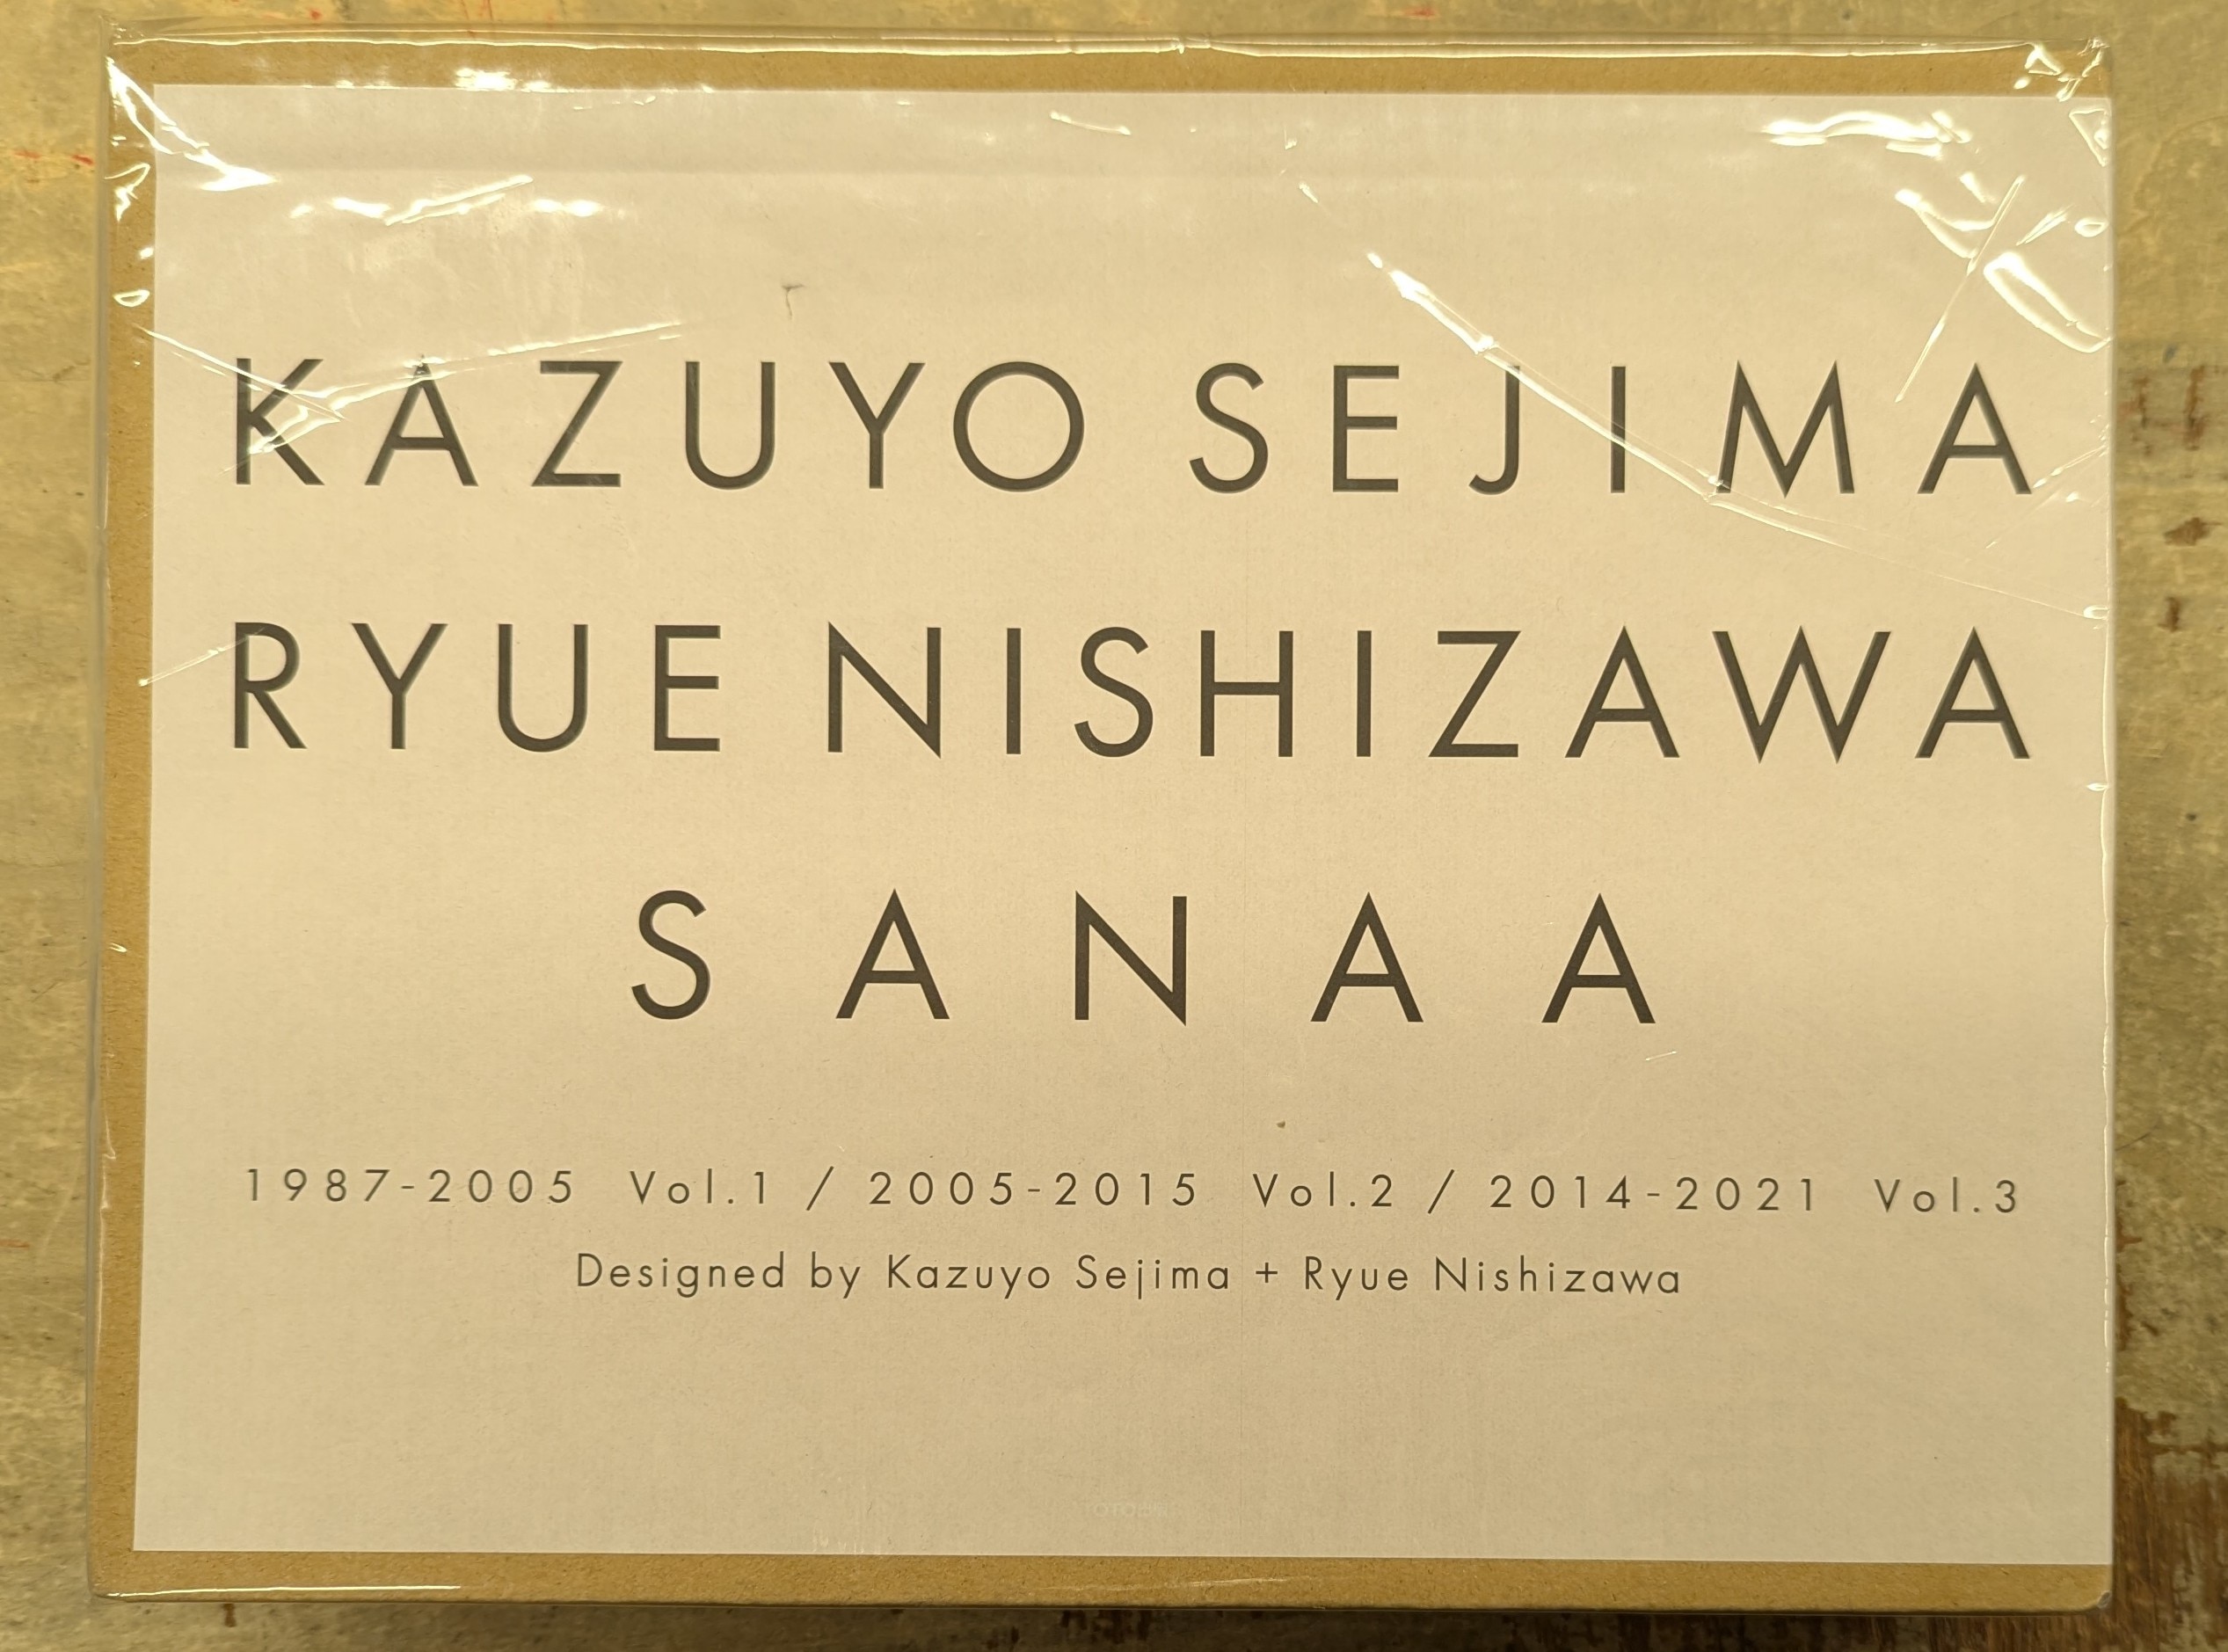 KAZUYO SEJIMA
RYUE NISHIZAWA
SANAA
1987-2005 Vol.1 / 2005-2015 Vol.2 / 2014-2021 Vol.3
Designed by Kazuyo Sejima + Ryue Nishizawa